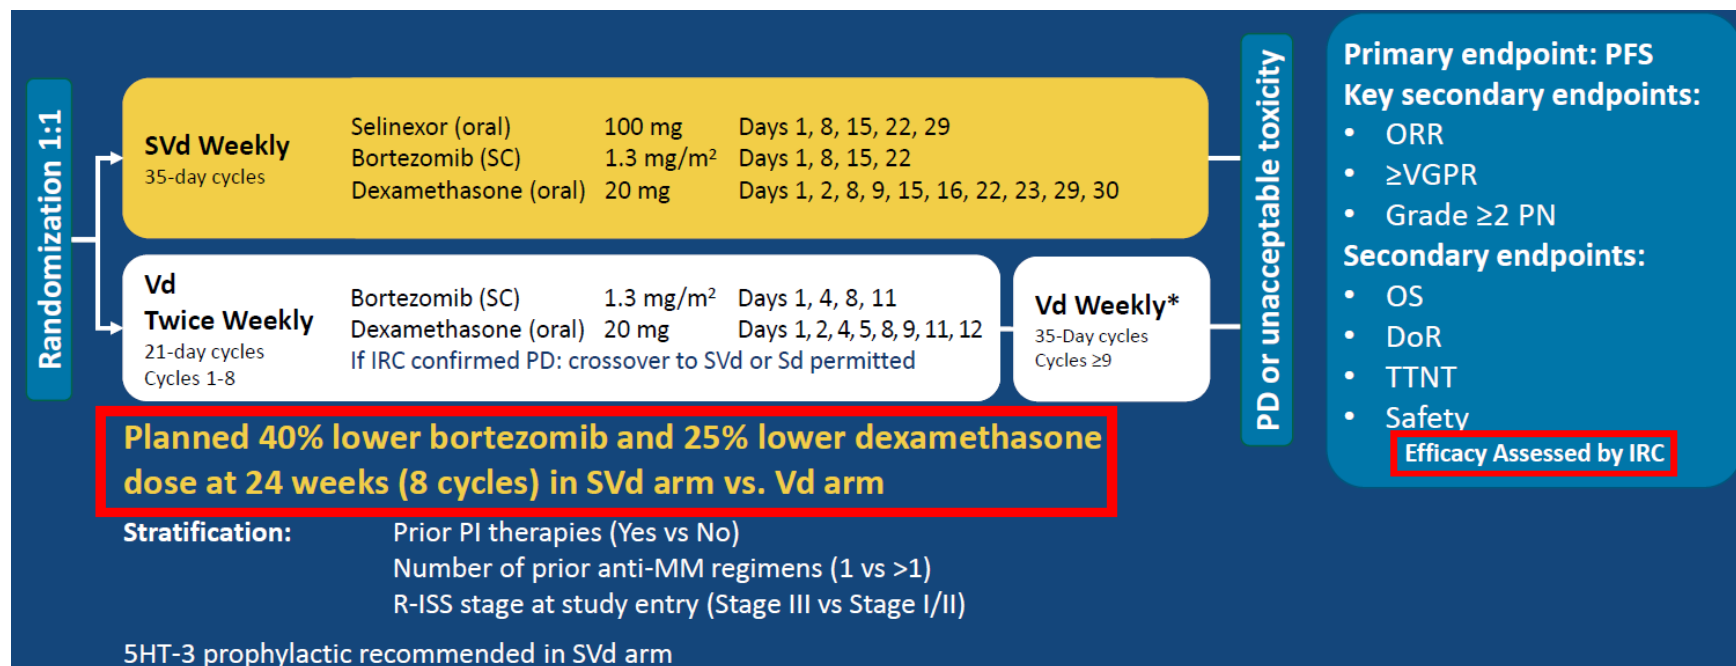 Randomization 1:1
SVd Weekly
35-day cycles
Selinexor (oral) 100 mg Days 1, 8, 15, 22, 29
Bortezomib (SC) 1.3 mg/m² Days 1, 8, 15, 22
Dexamethasone (oral) 20 mg Days 1, 2, 8, 9, 15, 16, 22, 23, 29, 30
Vd
Twice Weekly
21-day cycles
Cycles 1-8
Bortezomib (SC) 1.3 mg/m² Days 1, 4, 8, 11
Dexamethasone (oral) 20 mg Days 1, 2, 4, 5, 8, 9, 11, 12
If IRC confirmed PD: crossover to SVd or Sd permitted
Vd Weekly*
35-Day cycles
Cycles ≥9
PD or unacceptable toxicity
Planned 40% lower bortezomib and 25% lower dexamethasone
dose at 24 weeks (8 cycles) in SVd arm vs. Vd arm
Stratification: Prior PI therapies (Yes vs No)
Number of prior anti-MM regimens (1 vs >1)
R-ISS stage at study entry (Stage III vs Stage I/II)
5HT-3 prophylactic recommended in SVd arm
Primary endpoint: PFS
Key secondary endpoints:
• ORR
• ≥VGPR
• Grade ≥2 PN
Secondary endpoints:
• OS
• DoR
• TTNT
• Safety
Efficacy Assessed by IRC